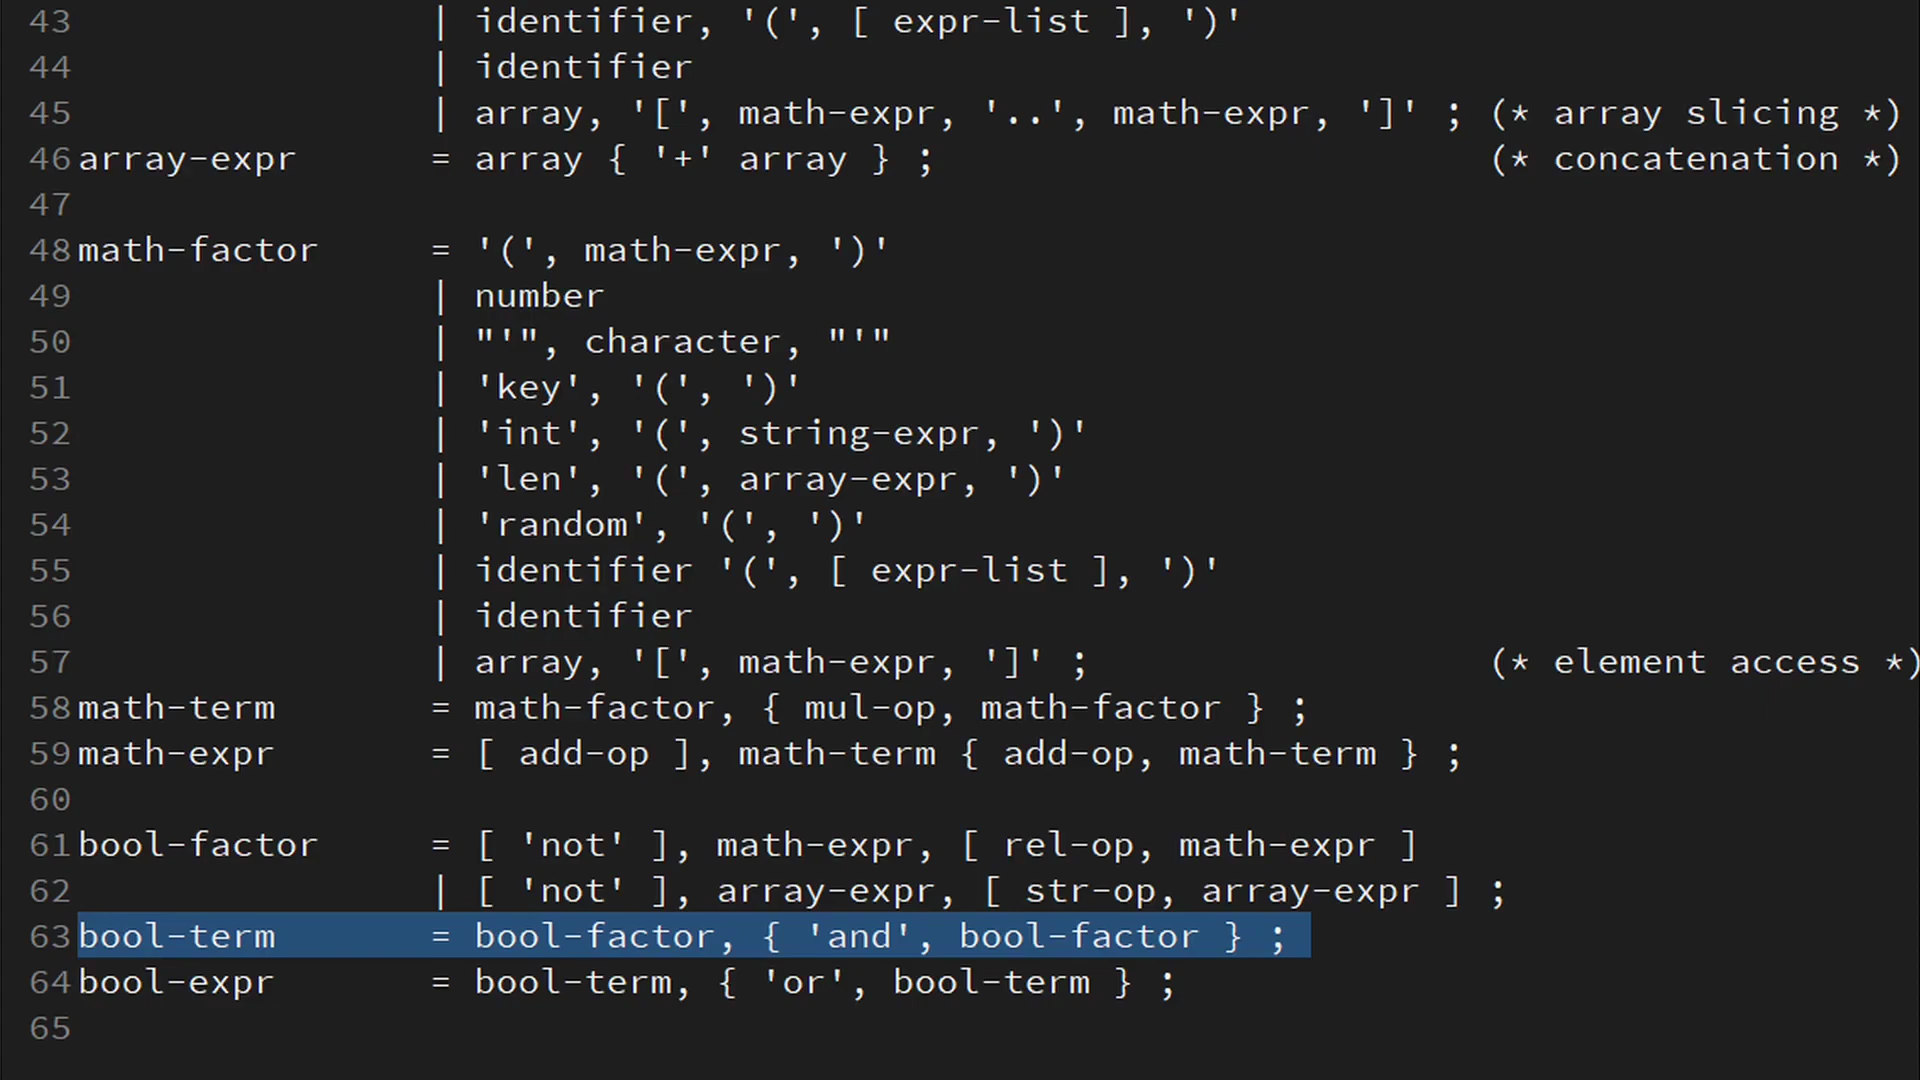 43 | identifier, '(', [ expr-list ], ')'
44 | identifier
45 | array, '[', math-expr, '..', math-expr, ']' ; (* array slicing *)
46 array-expr = array { '+' array } ; (* concatenation *)
47
48 math-factor = '(', math-expr, ')'
49 | number
50 | "'", character, "'"
51 | 'key', '(', ')'
52 | 'int', '(', string-expr, ')'
53 | 'len', '(', array-expr, ')'
54 | 'random', '(', ')'
55 | identifier '(', [ expr-list ], ')'
56 | identifier
57 | array, '[', math-expr, ']' ; (* element access *)
58 math-term = math-factor, { mul-op, math-factor } ;
59 math-expr = [ add-op ], math-term { add-op, math-term } ;
60
61 bool-factor = [ 'not' ], math-expr, [ rel-op, math-expr ]
62 | [ 'not' ], array-expr, [ str-op, array-expr ] ;
63 bool-term = bool-factor, { 'and', bool-factor } ;
64 bool-expr = bool-term, { 'or', bool-term } ;
65